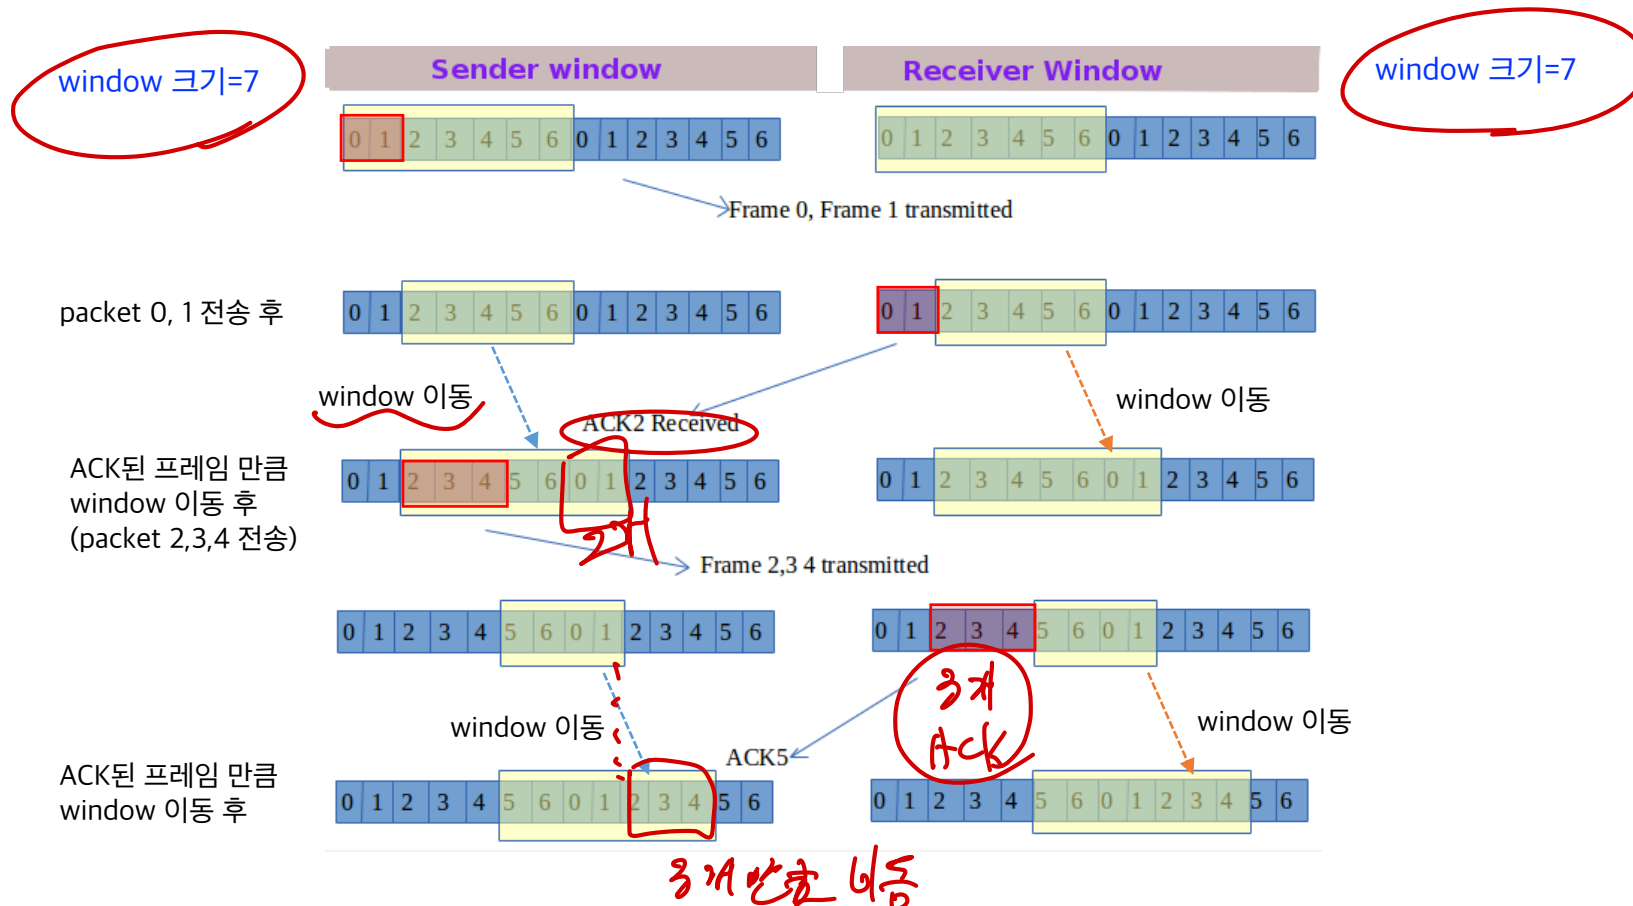 window 크기=7
Sender window
Receiver Window
window 크기=7
0 1 2 3 4 5 6 0 1 2 3 4 5 6
0 1 2 3 4 5 6 0 1 2 3 4 5 6
Frame 0, Frame 1 transmitted
packet 0, 1 전송 후
0 1 2 3 4 5 6 0 1 2 3 4 5 6
0 1 2 3 4 5 6 0 1 2 3 4 5 6
window 이동
ACK2 Received
window 이동
ACK된 프레임 만큼
window 이동 후
(packet 2,3,4 전송)
0 1 2 3 4 5 6 0 1 2 3 4 5 6
0 1 2 3 4 5 6 0 1 2 3 4 5 6
2개
Frame 2,3 4 transmitted
0 1 2 3 4 5 6 0 1 2 3 4 5 6
0 1 2 3 4 5 6 0 1 2 3 4 5 6
3개
ACK
window 이동
ACK5
window 이동
ACK된 프레임 만큼
window 이동 후
0 1 2 3 4 5 6 0 1 2 3 4 5 6
0 1 2 3 4 5 6 0 1 2 3 4 5 6
3개 만큼 이동